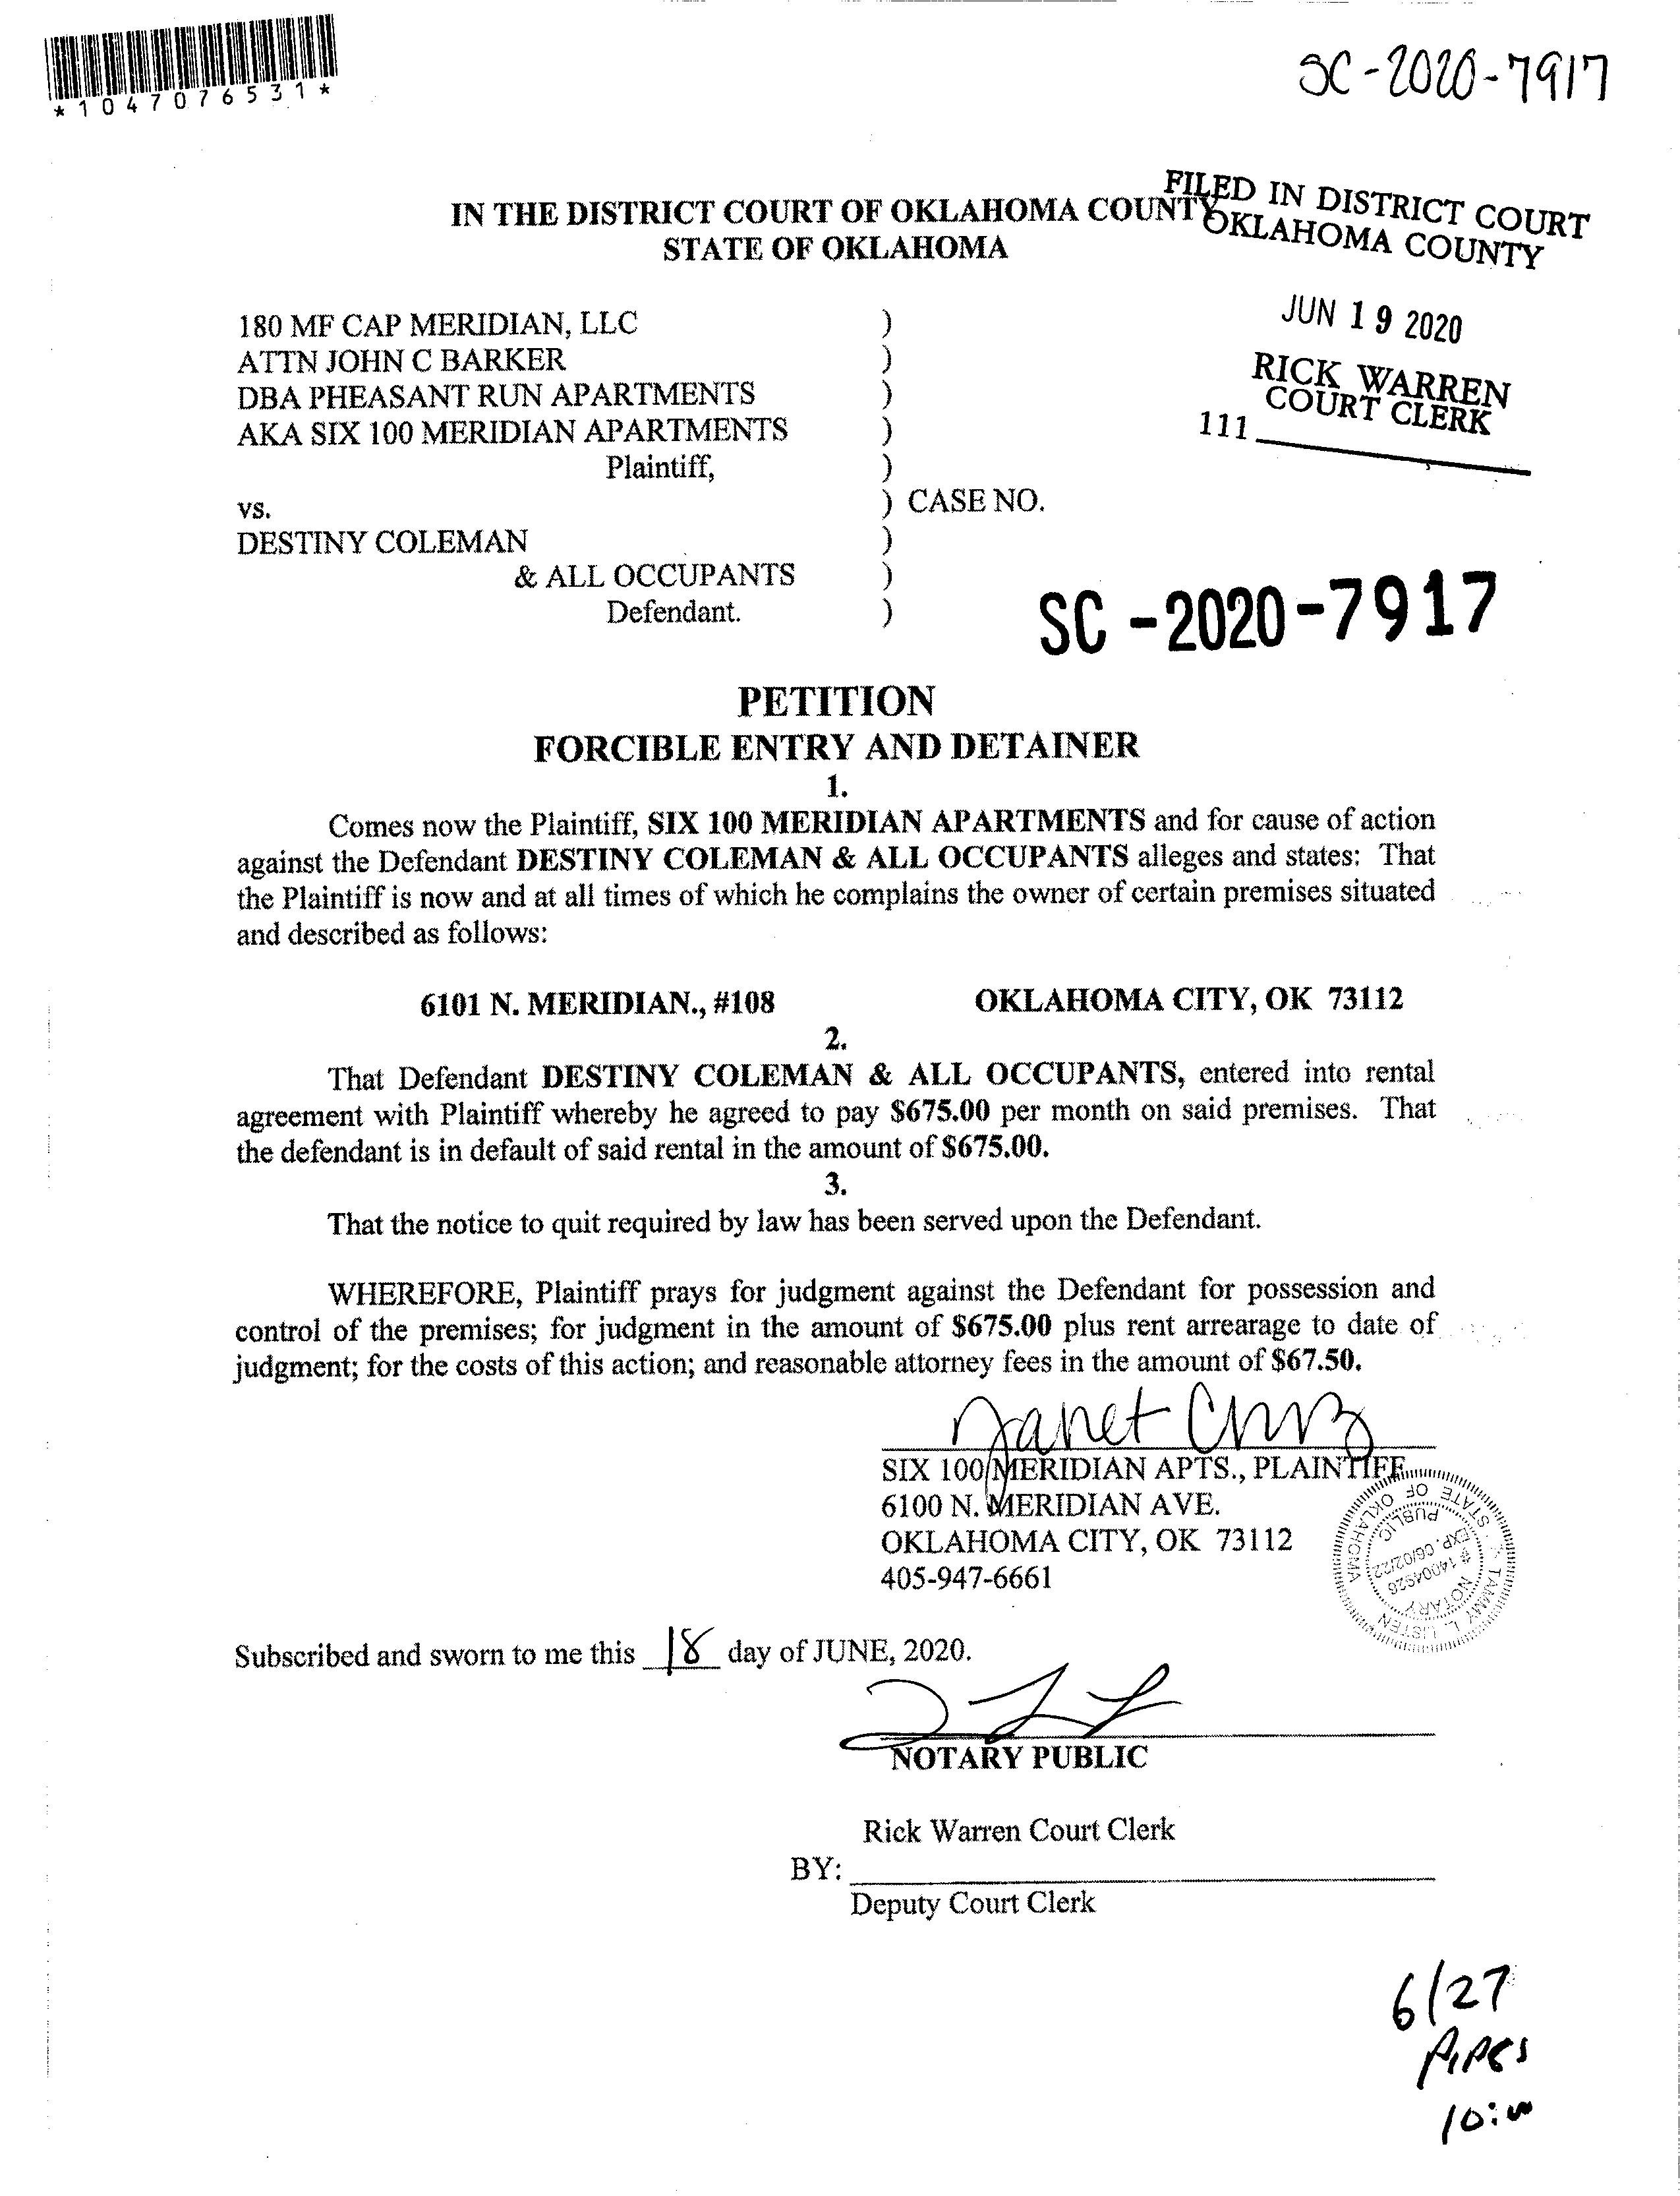 *1047076531*
SC-2020-7917
FILED IN DISTRICT COURT
OKLAHOMA COUNTY
IN THE DISTRICT COURT OF OKLAHOMA COUNTY
STATE OF OKLAHOMA
JUN 19 2020
RICK WARREN
COURT CLERK
111
180 MF CAP MERIDIAN, LLC )
ATTN JOHN C BARKER )
DBA PHEASANT RUN APARTMENTS )
AKA SIX 100 MERIDIAN APARTMENTS )
Plaintiff, )
vs. ) CASE NO.
DESTINY COLEMAN )
& ALL OCCUPANTS )
Defendant. )
SC-2020-7917
PETITION
FORCIBLE ENTRY AND DETAINER
1.
Comes now the Plaintiff, SIX 100 MERIDIAN APARTMENTS and for cause of action
against the Defendant DESTINY COLEMAN & ALL OCCUPANTS alleges and states: That
the Plaintiff is now and at all times of which he complains the owner of certain premises situated
and described as follows:
6101 N. MERIDIAN., #108 OKLAHOMA CITY, OK 73112
2.
That Defendant DESTINY COLEMAN & ALL OCCUPANTS, entered into rental
agreement with Plaintiff whereby he agreed to pay $675.00 per month on said premises. That
the defendant is in default of said rental in the amount of $675.00.
3.
That the notice to quit required by law has been served upon the Defendant.
WHEREFORE, Plaintiff prays for judgment against the Defendant for possession and
control of the premises; for judgment in the amount of $675.00 plus rent arrearage to date of
judgment; for the costs of this action; and reasonable attorney fees in the amount of $67.50.
Janet Cruz
SIX 100 MERIDIAN APTS., PLAINTIFF
6100 N. MERIDIAN AVE.
OKLAHOMA CITY, OK 73112
405-947-6661
TAMMY L. LISTEN
STATE OF OKLAHOMA
NOTARY
# 14004926
EXP. 06/02/22
PUBLIC
Subscribed and sworn to me this 18 day of JUNE, 2020.
NOTARY PUBLIC
Rick Warren Court Clerk
BY:
Deputy Court Clerk
6/27